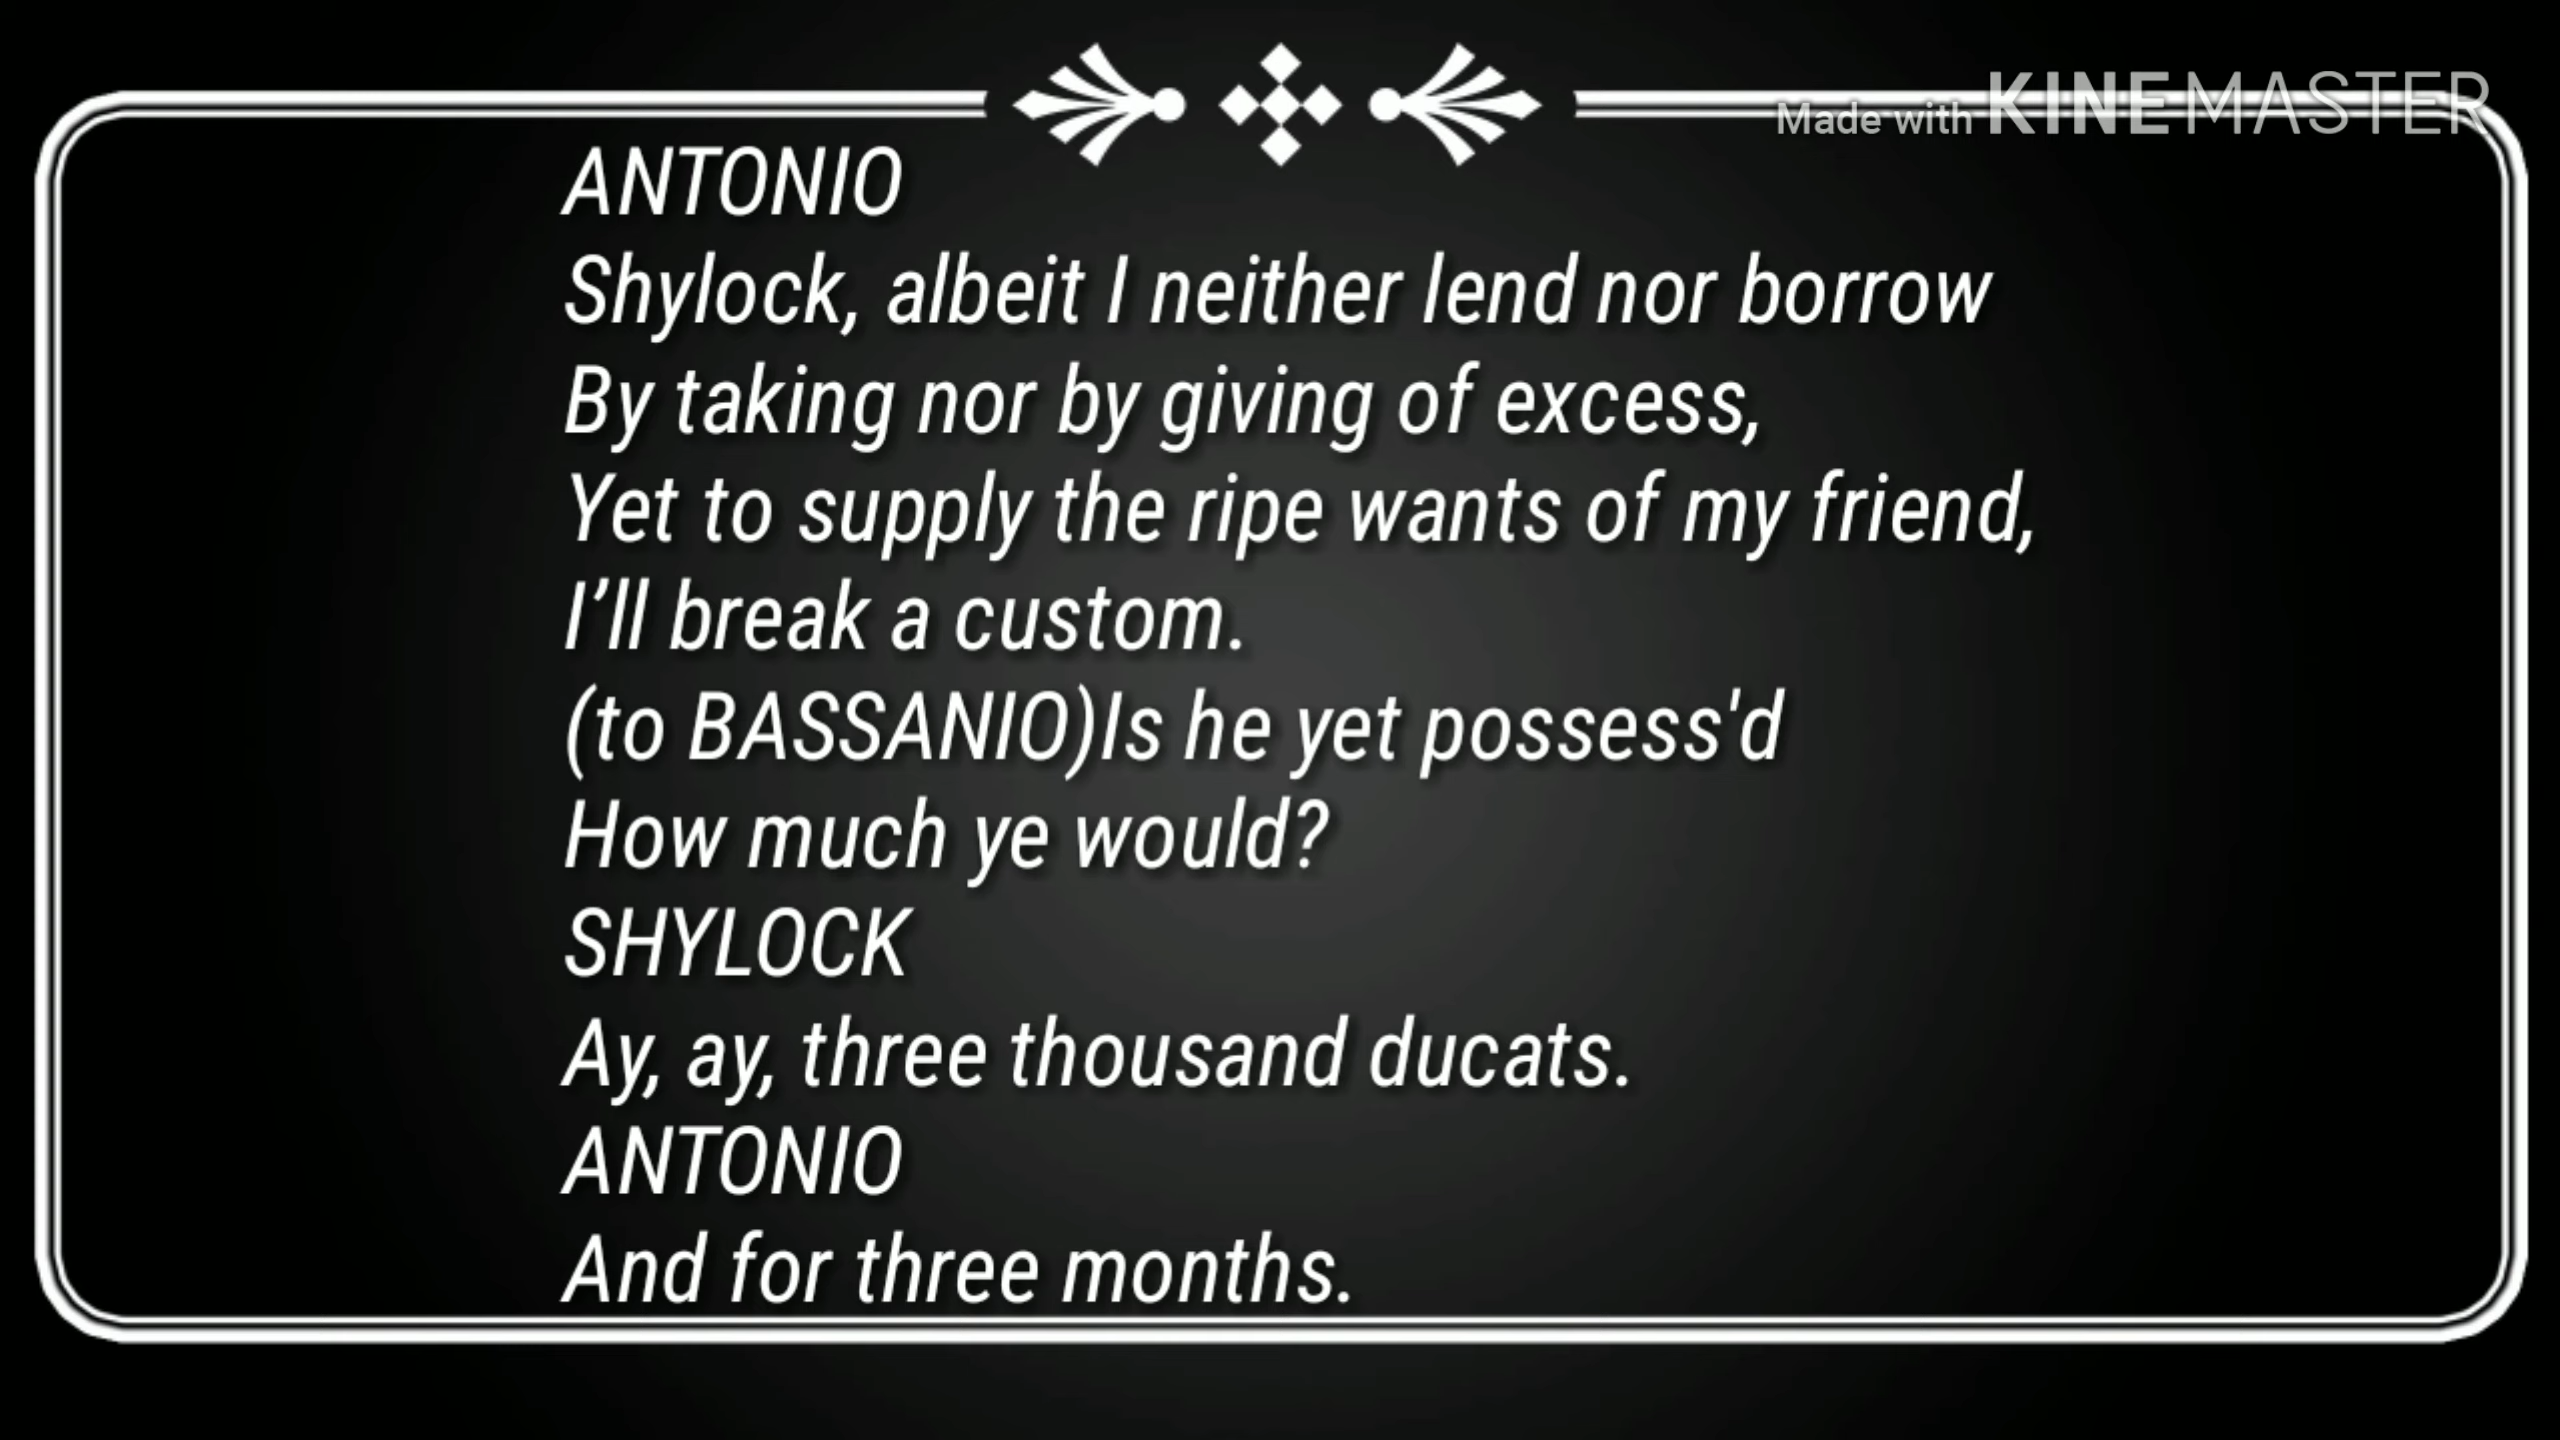 Made with KINEMASTER
ANTONIO
Shylock, albeit I neither lend nor borrow
By taking nor by giving of excess,
Yet to supply the ripe wants of my friend,
I’ll break a custom.
(to BASSANIO)Is he yet possess'd
How much ye would?
SHYLOCK
Ay, ay, three thousand ducats.
ANTONIO
And for three months.